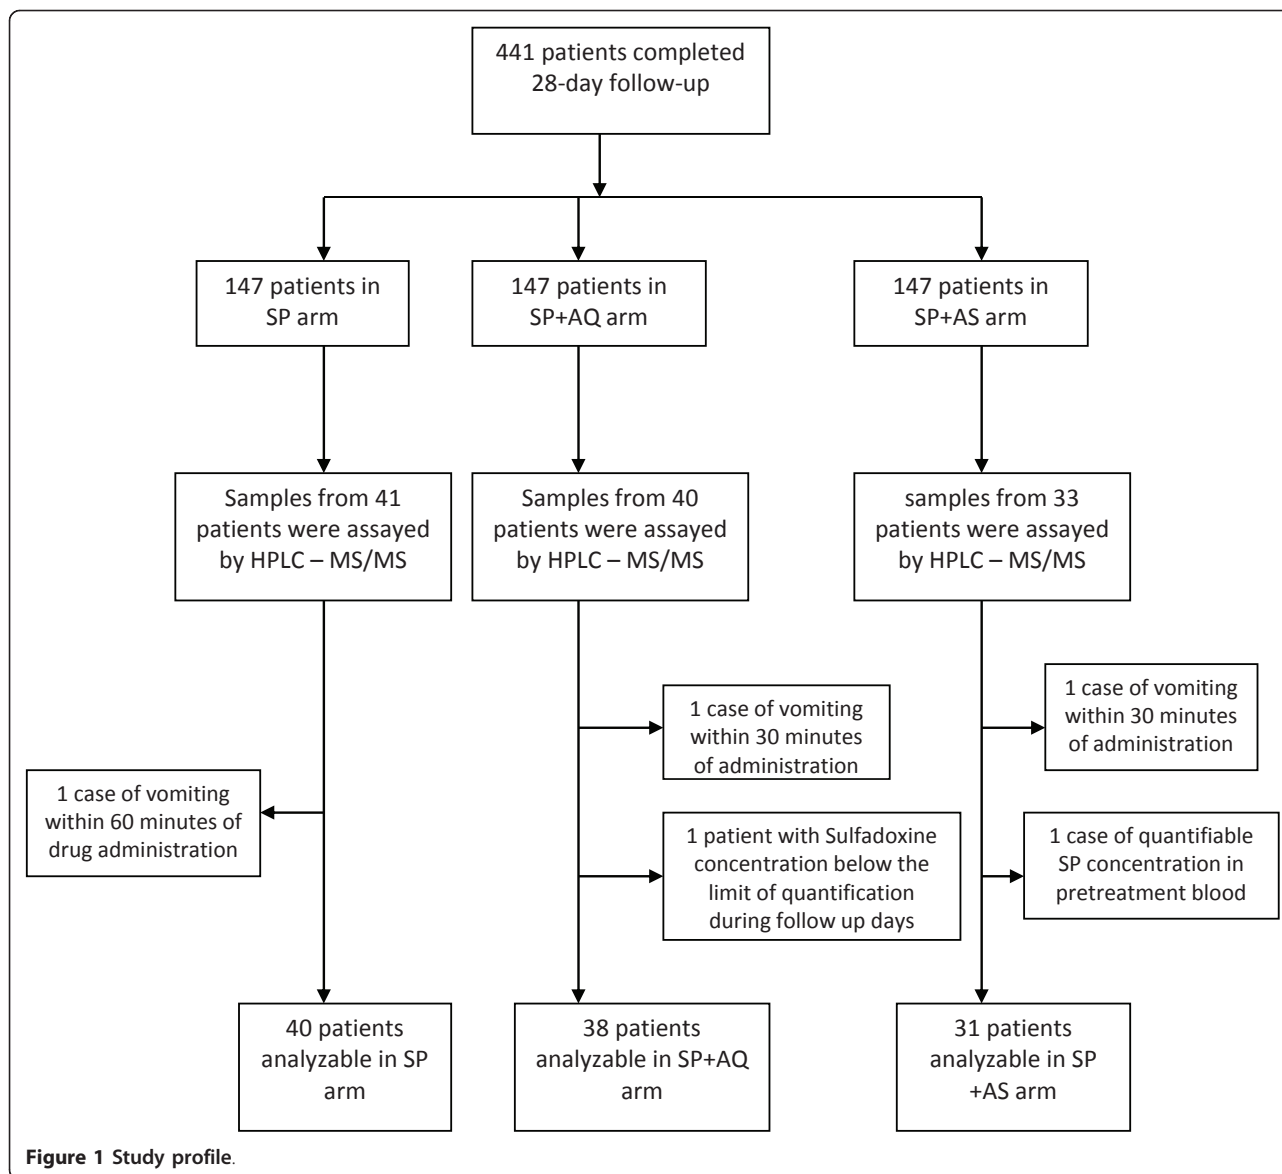 441 patients completed
28-day follow-up
147 patients in
SP arm
147 patients in
SP+AQ arm
147 patients in
SP+AS arm
Samples from 41
patients were assayed
by HPLC – MS/MS
Samples from 40
patients were assayed
by HPLC – MS/MS
samples from 33
patients were assayed
by HPLC – MS/MS
1 case of vomiting
within 30 minutes
of administration
1 case of vomiting
within 30 minutes
of administration
1 case of vomiting
within 60 minutes of
drug administration
1 patient with Sulfadoxine
concentration below the
limit of quantification
during follow up days
1 case of quantifiable
SP concentration in
pretreatment blood
40 patients
analyzable in SP
arm
38 patients
analyzable in SP+AQ
arm
31 patients
analyzable in SP
+AS arm
Figure 1 Study profile.